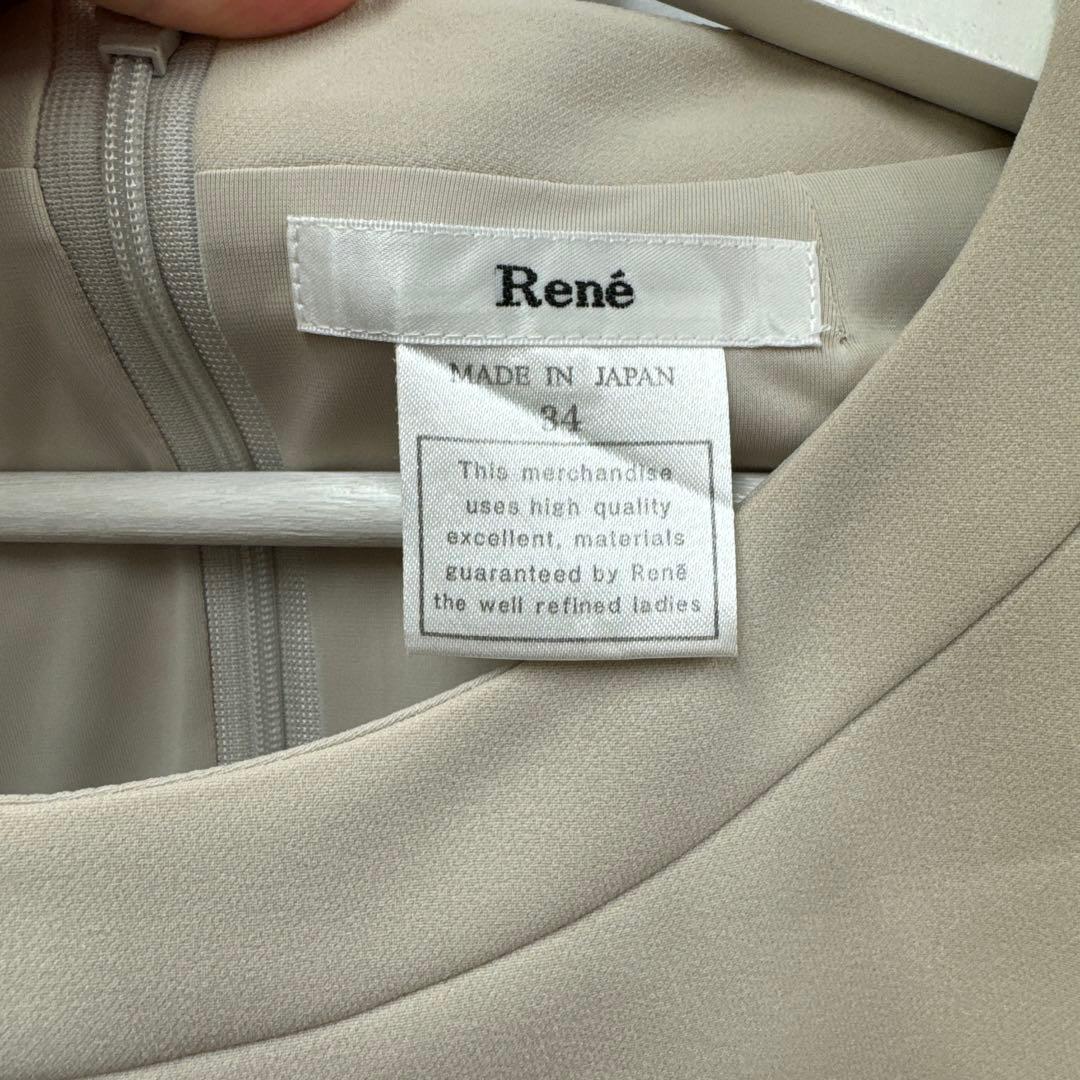 René
MADE IN JAPAN
34
This merchandise
uses high quality
excellent, materials
guaranteed by René
the well refined ladies